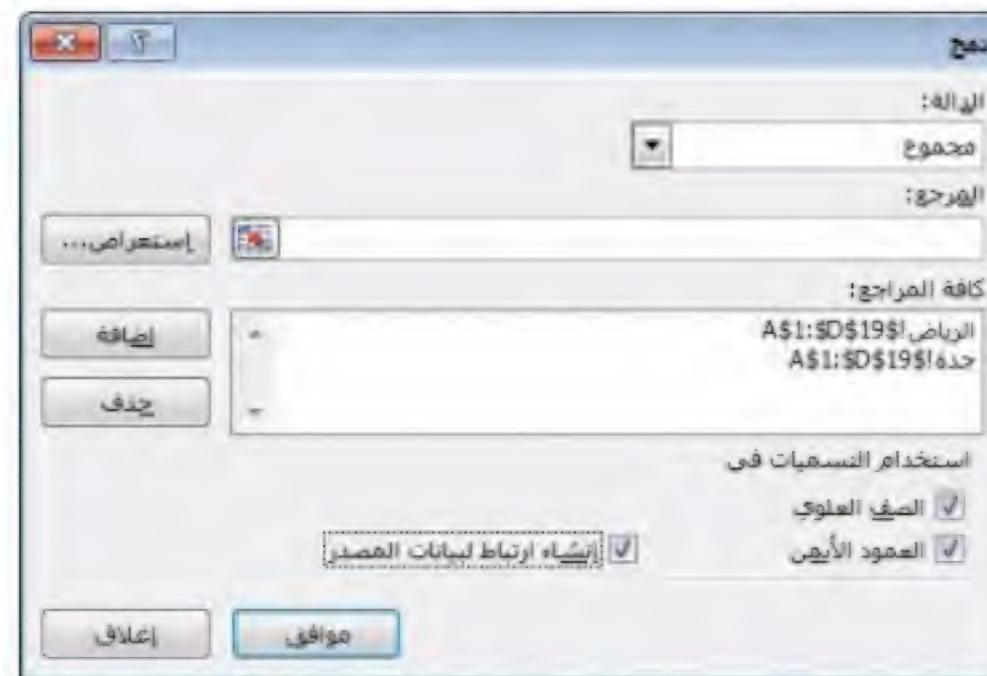 دمج
الدالة:
مجموع
المرجع:
إستعراض...
كافة المراجع:
الرياض!$A$1:$D$19
جدة!$A$1:$D$19
إضافة
حذف
استخدام التسميات في
الصف العلوي
العمود الأيمن
إنشاء ارتباط لبيانات المصدر
موافق
إغلاق